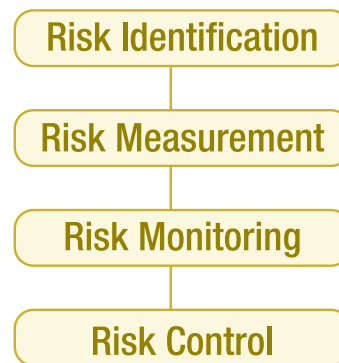 Risk Identification
Risk Measurement
Risk Monitoring
Risk Control